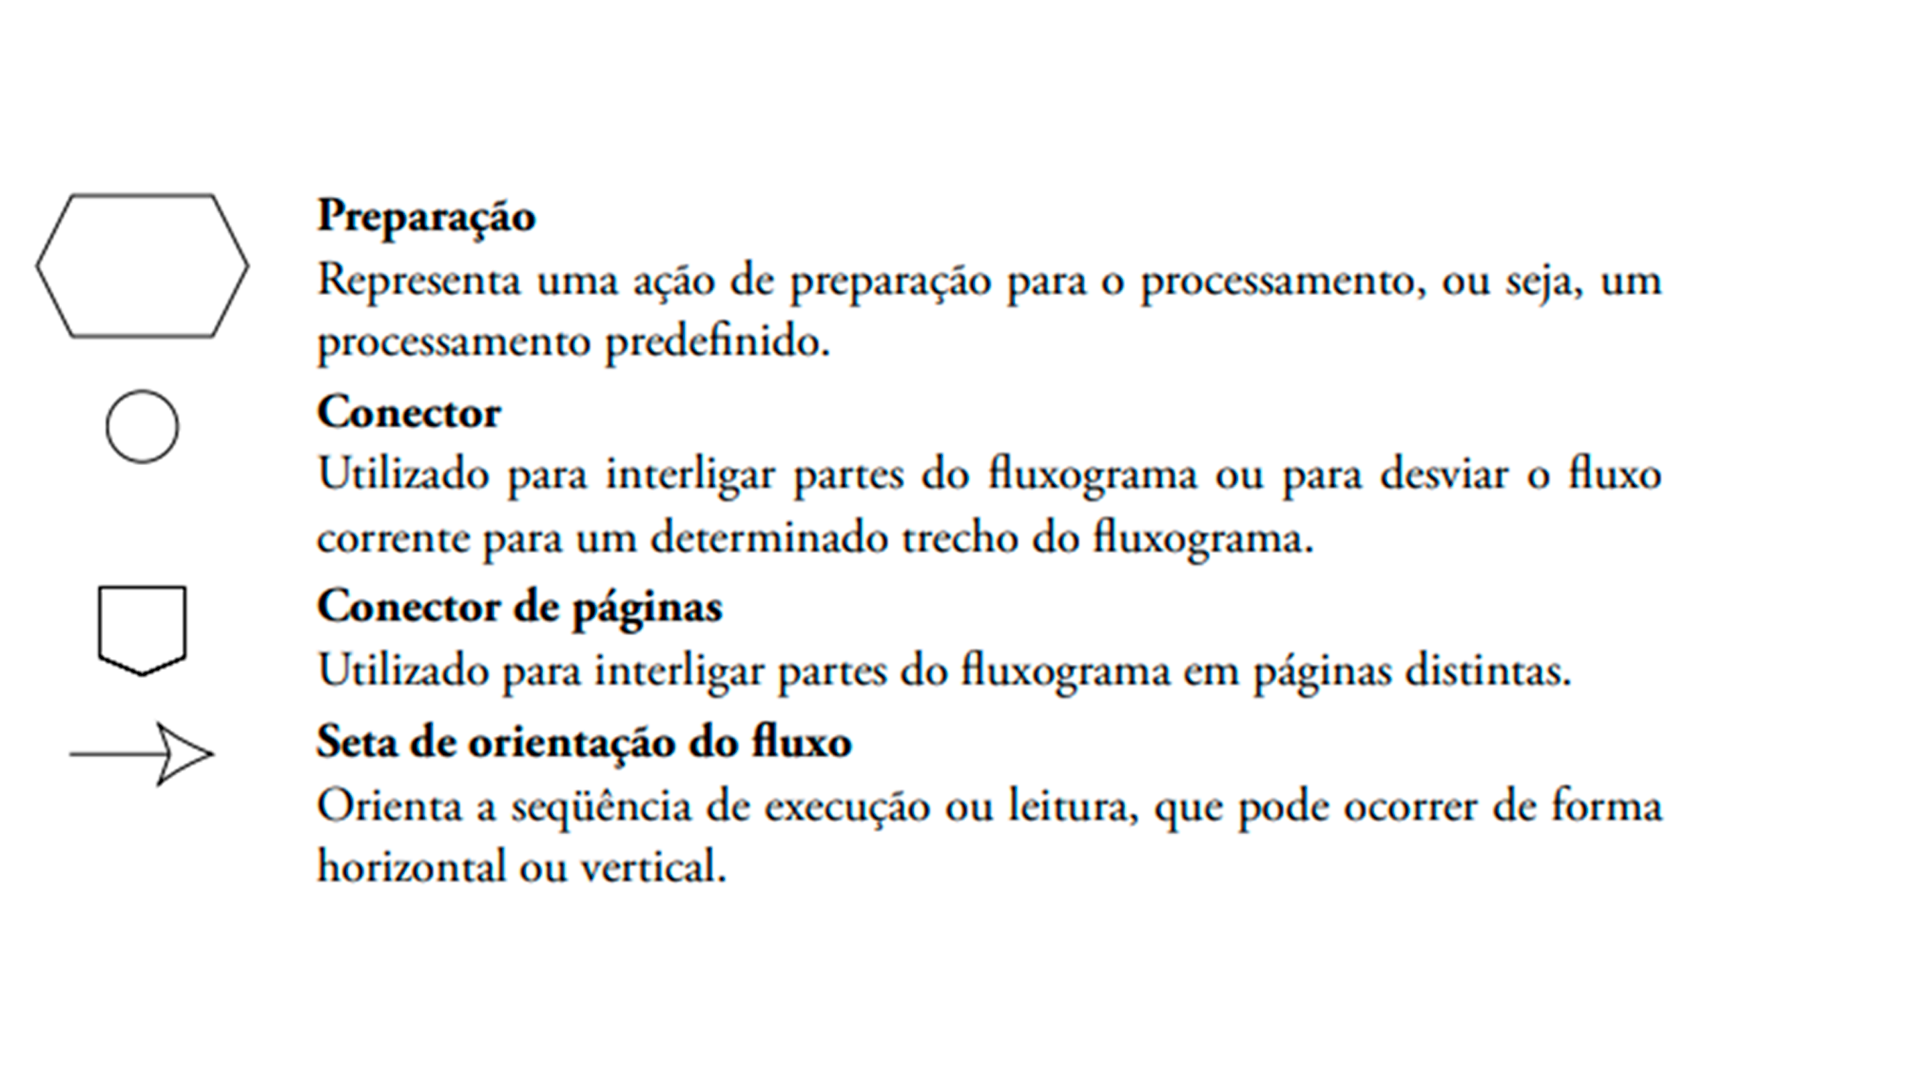 Preparação
Representa uma ação de preparação para o processamento, ou seja, um
processamento predefinido.
Conector
Utilizado para interligar partes do fluxograma ou para desviar o fluxo
corrente para um determinado trecho do fluxograma.
Conector de páginas
Utilizado para interligar partes do fluxograma em páginas distintas.
Seta de orientação do fluxo
Orienta a seqüência de execução ou leitura, que pode ocorrer de forma
horizontal ou vertical.